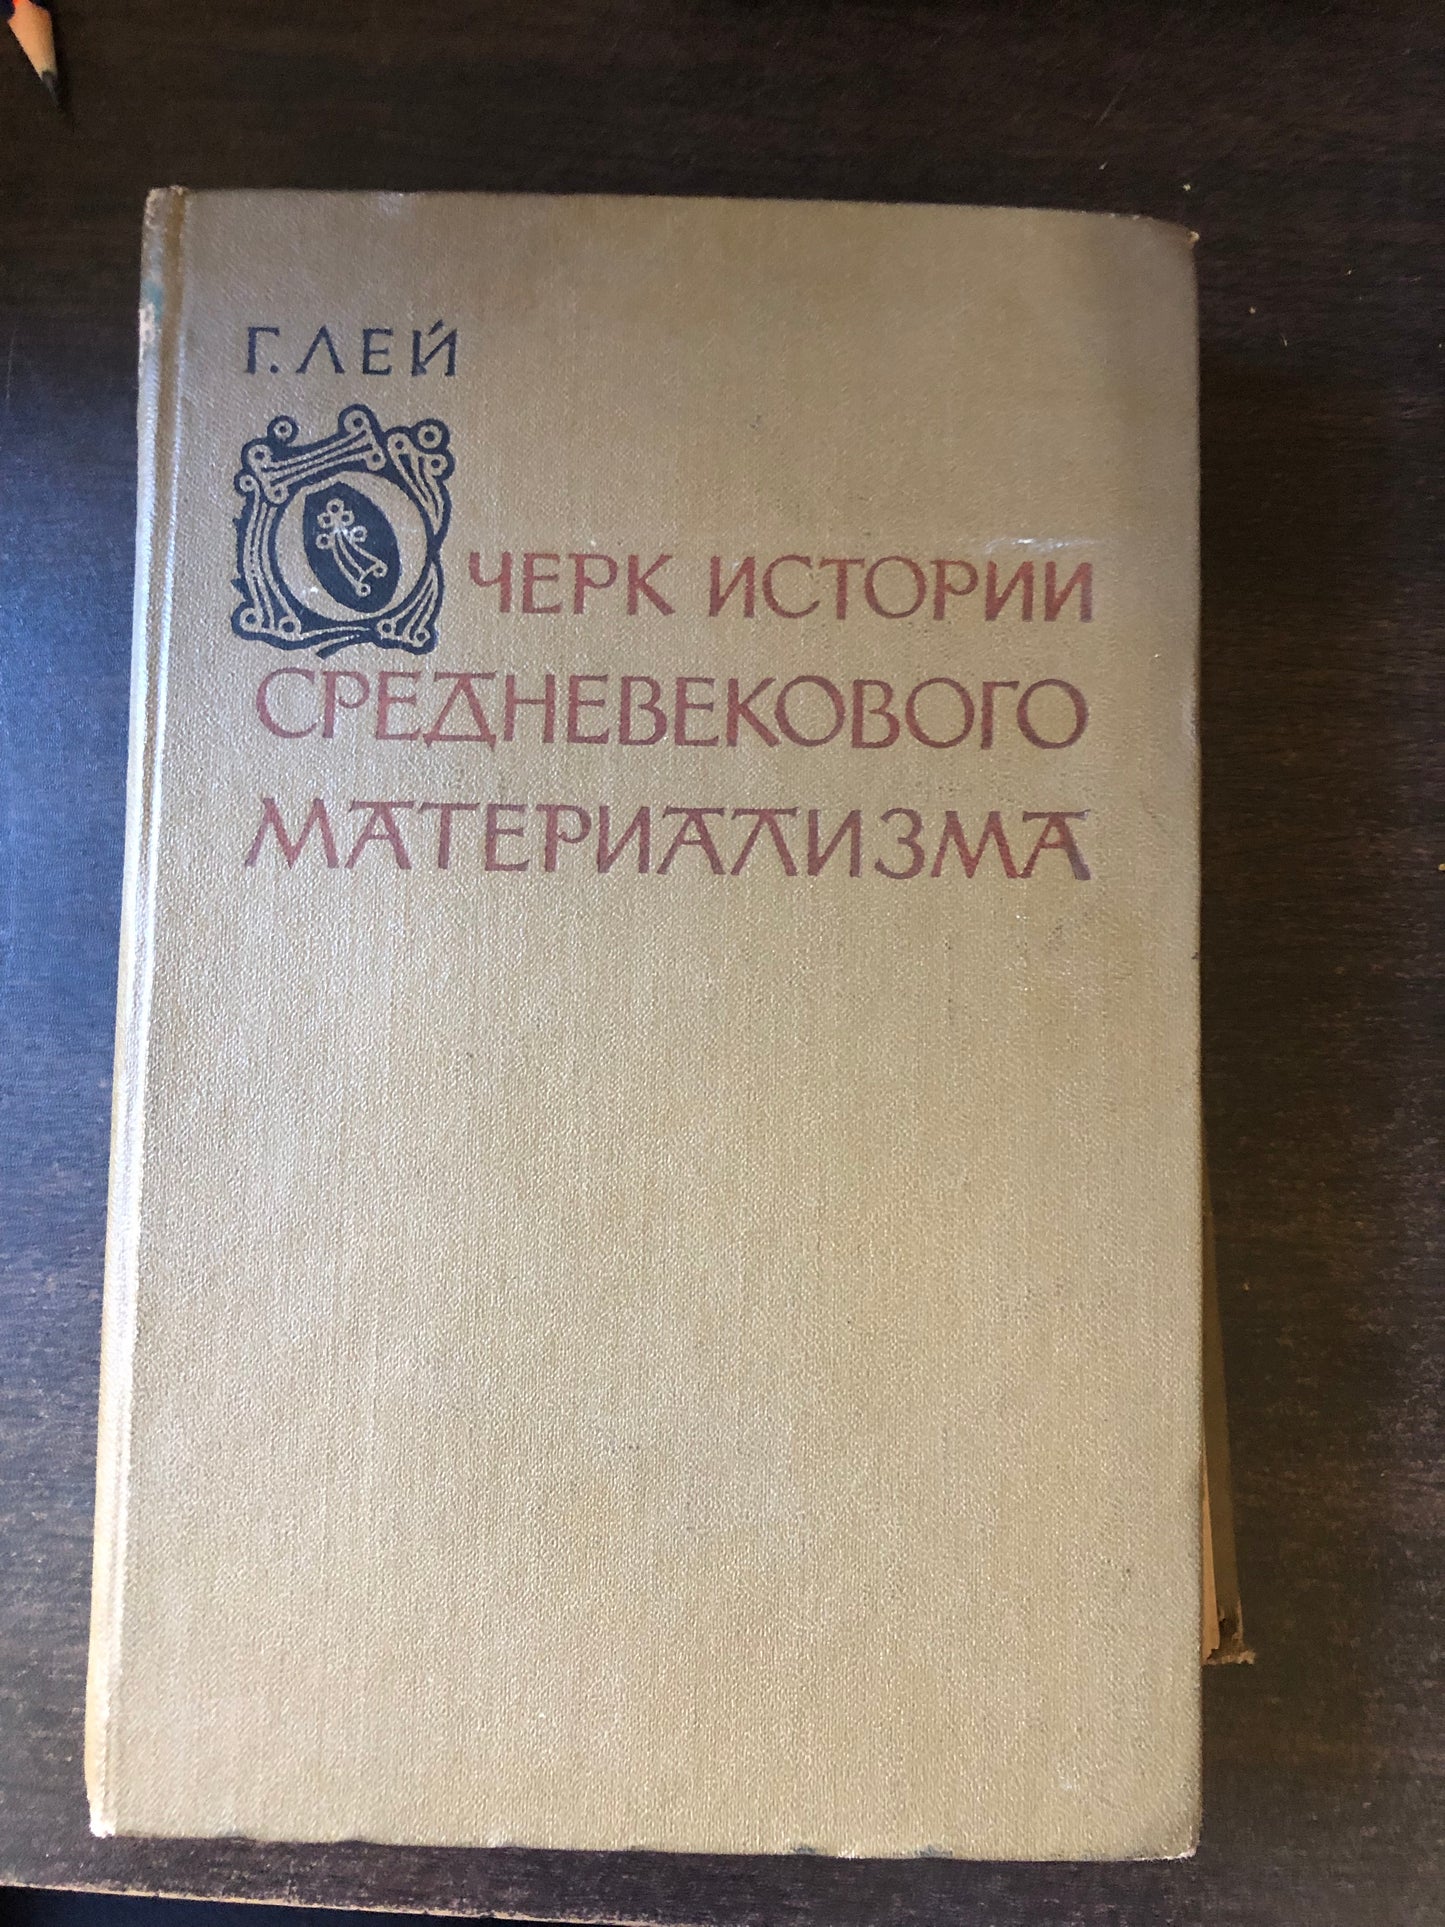 Г. ЛЕЙ
ОЧЕРК ИСТОРИИ
СРЕДНЕВЕКОВОГО
МАТЕРИАЛИЗМА